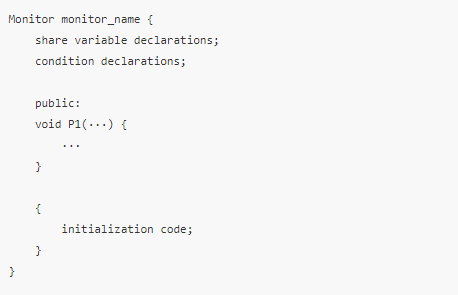 Monitor monitor_name {
    share variable declarations;
    condition declarations;

    public:
    void P1(···) {
        ···
    }

    {
        initialization code;
    }
}